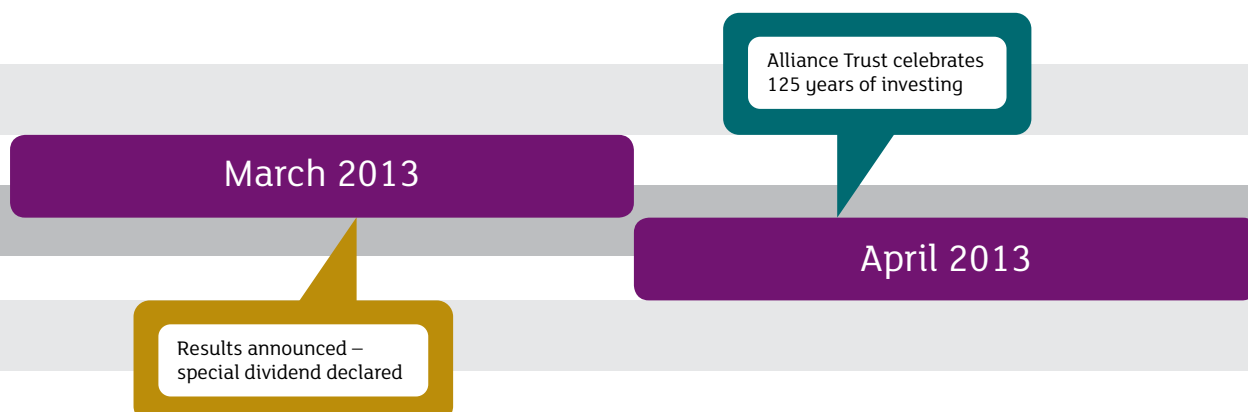 Alliance Trust celebrates
125 years of investing
March 2013
April 2013
Results announced –
special dividend declared